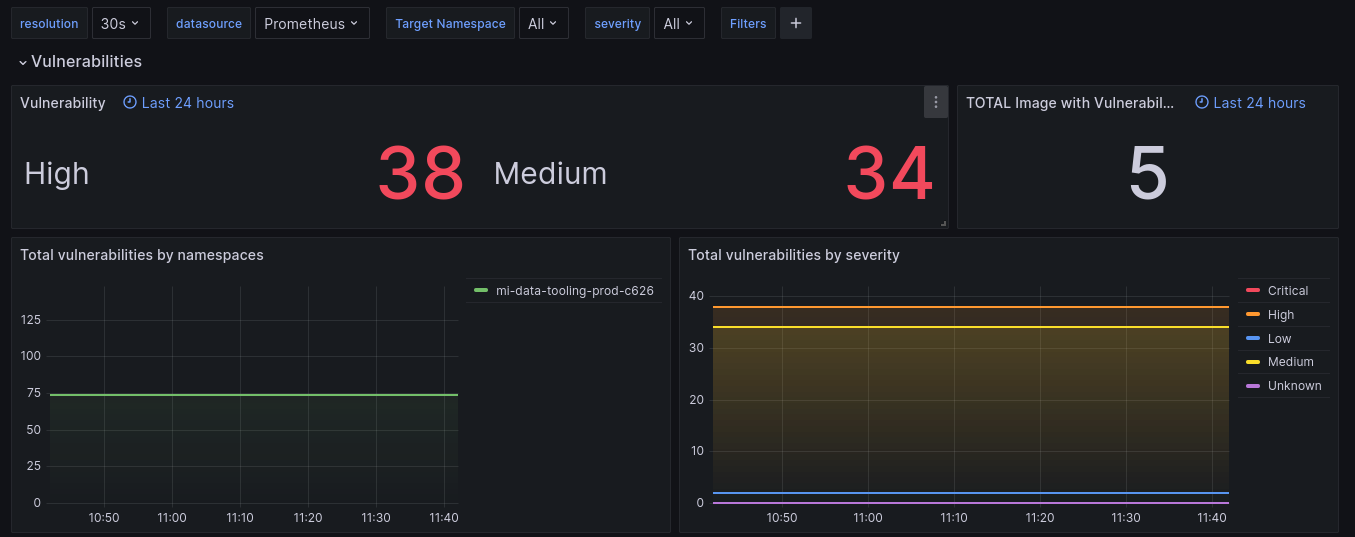 resolution 30s datasource Prometheus Target Namespace All severity All Filters +
Vulnerabilities
Vulnerability Last 24 hours
High 38 Medium 34
TOTAL Image with Vulnerabil... Last 24 hours
5
Total vulnerabilities by namespaces
125
100
75
50
25
0
10:50 11:00 11:10 11:20 11:30 11:40
mi-data-tooling-prod-c626
Total vulnerabilities by severity
40
30
20
10
0
10:50 11:00 11:10 11:20 11:30 11:40
Critical
High
Low
Medium
Unknown